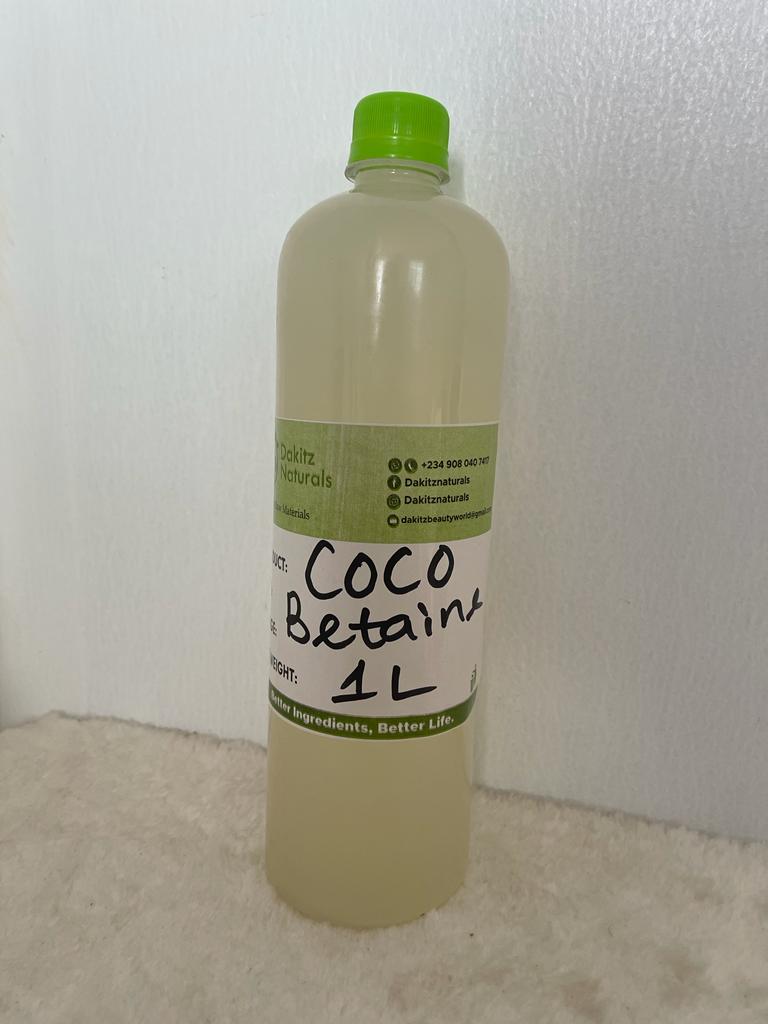 Dakitz
Naturals
Materials
+234 908 040 7417
Dakitznaturals
Dakitznaturals
dakitzbeautyworld@gmail.com
COCO
Betaine
WEIGHT: 1L
Better Ingredients, Better Life.